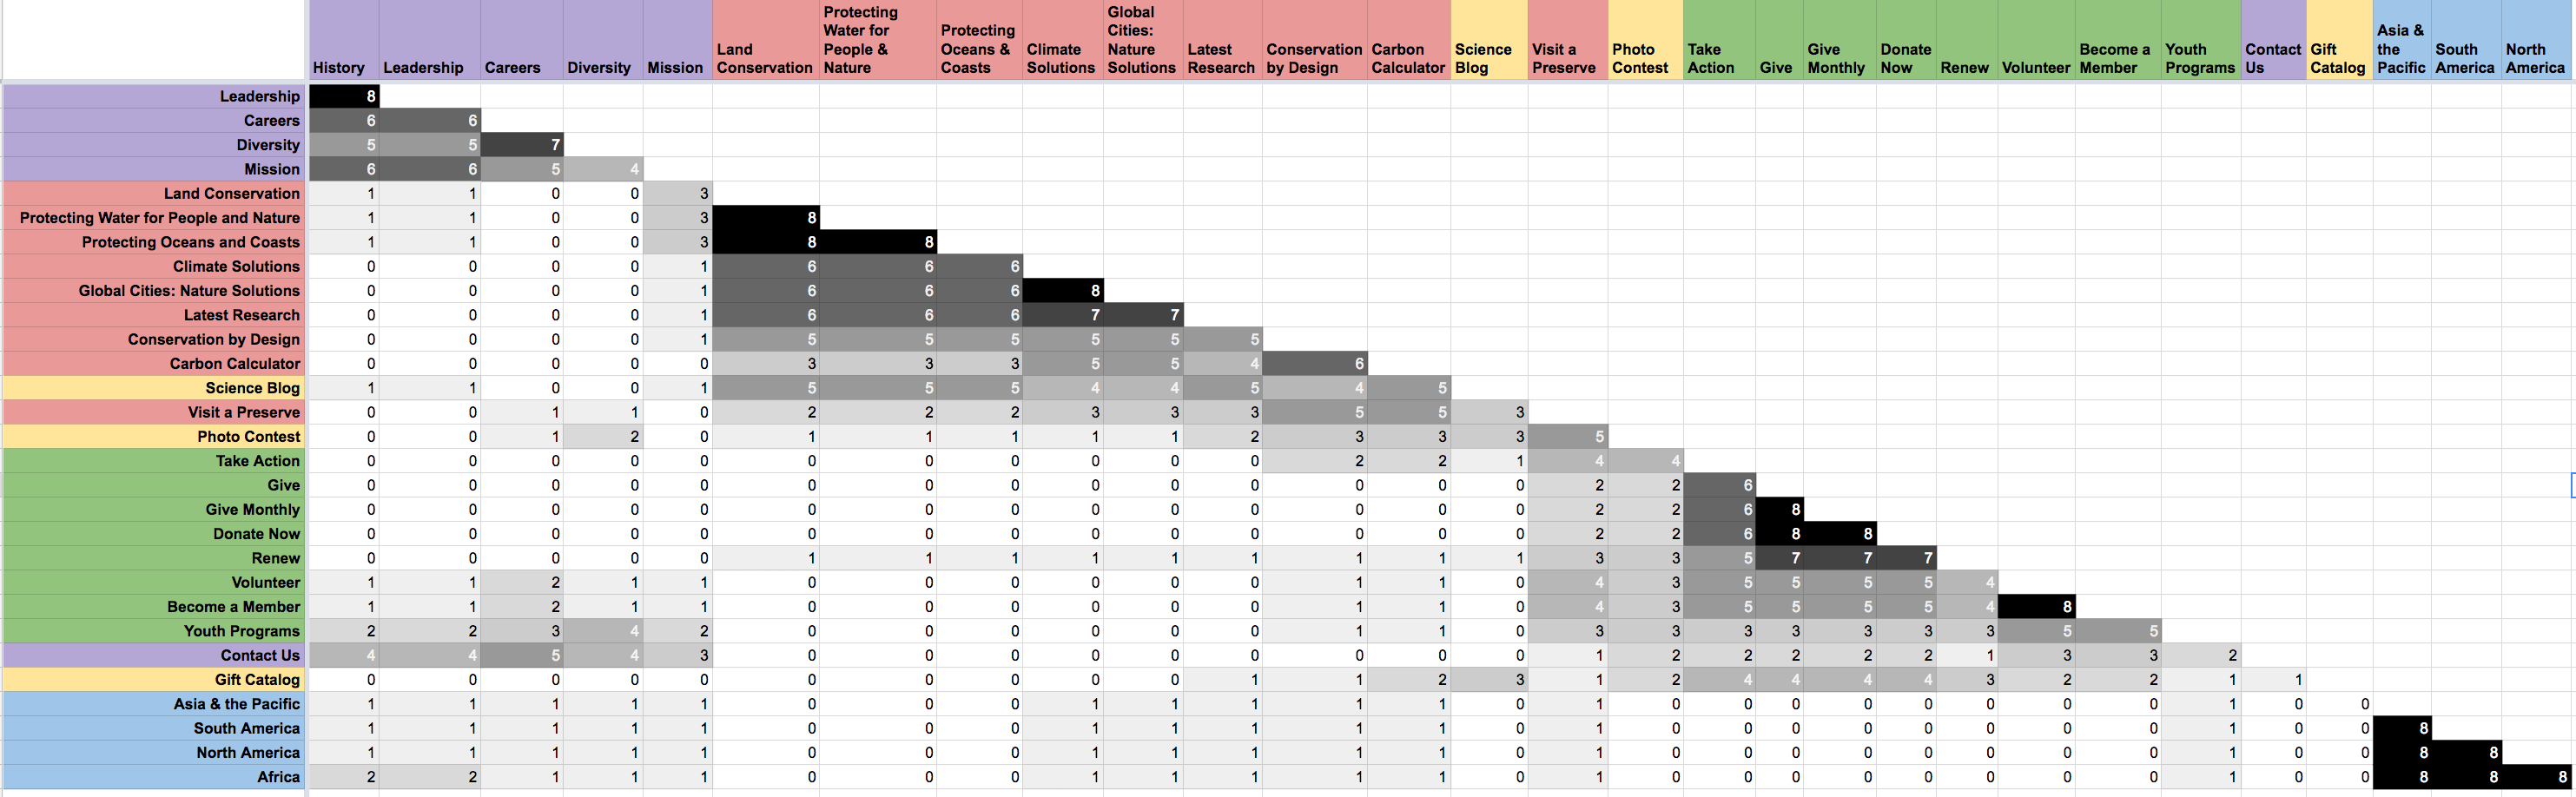 History Leadership Careers Diversity Mission Land Conservation Protecting Water for People & Nature Protecting Oceans & Coasts Climate Solutions Global Cities: Nature Solutions Latest Research Conservation by Design Carbon Calculator Science Blog Visit a Preserve Photo Contest Take Action Give Give Monthly Donate Now Renew Volunteer Become a Member Youth Programs Contact Us Gift Catalog Asia & the Pacific South America North America
Leadership 8
Careers 6 6
Diversity 5 5 7
Mission 6 6 5 4
Land Conservation 1 1 0 0 3
Protecting Water for People and Nature 1 1 0 0 3 8
Protecting Oceans and Coasts 1 1 0 0 3 8 8
Climate Solutions 0 0 0 0 1 6 6 6
Global Cities: Nature Solutions 0 0 0 0 1 6 6 6 8
Latest Research 0 0 0 0 1 6 6 6 7 7
Conservation by Design 0 0 0 0 1 5 5 5 5 5 5
Carbon Calculator 0 0 0 0 0 3 3 3 5 5 4 6
Science Blog 1 1 0 0 1 5 5 5 4 4 5 4 5
Visit a Preserve 0 0 1 1 0 2 2 2 3 3 3 5 5 3
Photo Contest 0 0 1 2 0 1 1 1 1 1 2 3 3 3 5
Take Action 0 0 0 0 0 0 0 0 0 0 0 2 2 1 4 4
Give 0 0 0 0 0 0 0 0 0 0 0 0 0 0 2 2 6
Give Monthly 0 0 0 0 0 0 0 0 0 0 0 0 0 0 2 2 6 8
Donate Now 0 0 0 0 0 0 0 0 0 0 0 0 0 0 2 2 6 8 8
Renew 0 0 0 0 0 1 1 1 1 1 1 1 1 1 3 3 5 7 7 7
Volunteer 1 1 2 1 1 0 0 0 0 0 0 1 1 0 4 3 5 5 5 5 4
Become a Member 1 1 2 1 1 0 0 0 0 0 0 1 1 0 4 3 5 5 5 5 4 8
Youth Programs 2 2 3 4 2 0 0 0 0 0 0 1 1 0 3 3 3 3 3 3 3 5 5
Contact Us 4 4 5 4 3 0 0 0 0 0 0 0 0 0 1 2 2 2 2 2 1 3 3 2
Gift Catalog 0 0 0 0 0 0 0 0 0 0 1 1 2 3 1 2 4 4 4 4 3 2 2 1 1
Asia & the Pacific 1 1 1 1 1 0 0 0 1 1 1 1 1 0 1 0 0 0 0 0 0 0 0 1 0 0
South America 1 1 1 1 1 0 0 0 1 1 1 1 1 0 1 0 0 0 0 0 0 0 0 1 0 0 8
North America 1 1 1 1 1 0 0 0 1 1 1 1 1 0 1 0 0 0 0 0 0 0 0 1 0 0 8 8
Africa 2 2 1 1 1 0 0 0 1 1 1 1 1 0 1 0 0 0 0 0 0 0 0 1 0 0 8 8 8